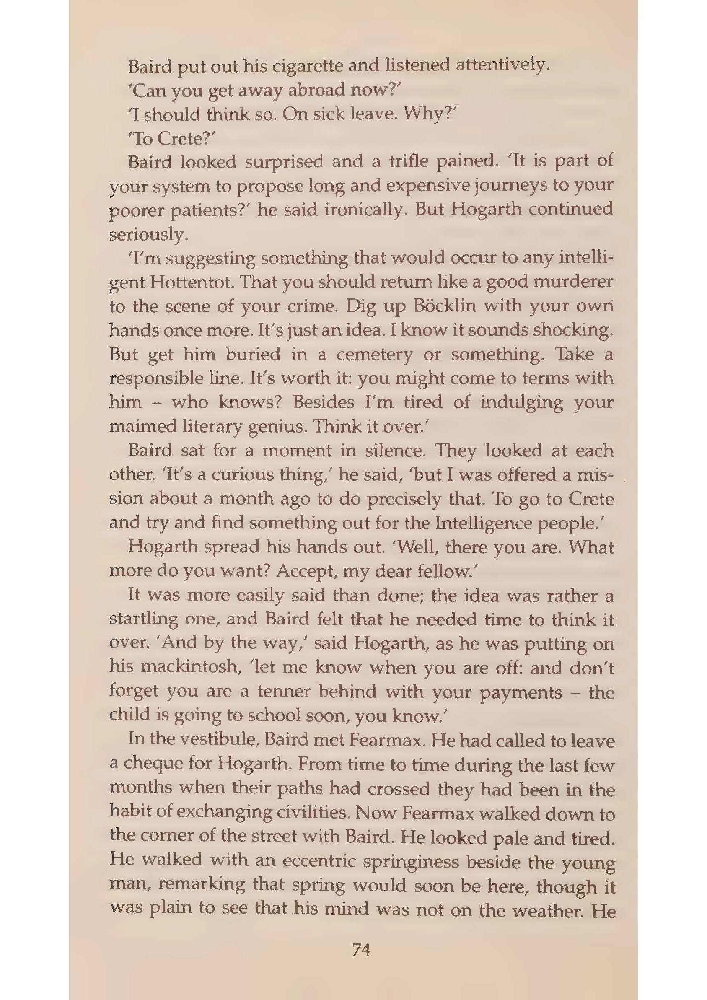 Baird put out his cigarette and listened attentively.
‘Can you get away abroad now?’
‘I should think so. On sick leave. Why?’
‘To Crete?’
Baird looked surprised and a trifle pained. ‘It is part of
your system to propose long and expensive journeys to your
poorer patients?’ he said ironically. But Hogarth continued
seriously.
‘I’m suggesting something that would occur to any intelli-
gent Hottentot. That you should return like a good murderer
to the scene of your crime. Dig up Böcklin with your own
hands once more. It’s just an idea. I know it sounds shocking.
But get him buried in a cemetery or something. Take a
responsible line. It’s worth it: you might come to terms with
him – who knows? Besides I’m tired of indulging your
maimed literary genius. Think it over.’
Baird sat for a moment in silence. They looked at each
other. ‘It’s a curious thing,’ he said, ‘but I was offered a mis-
sion about a month ago to do precisely that. To go to Crete
and try and find something out for the Intelligence people.’
Hogarth spread his hands out. ‘Well, there you are. What
more do you want? Accept, my dear fellow.’
It was more easily said than done; the idea was rather a
startling one, and Baird felt that he needed time to think it
over. ‘And by the way,’ said Hogarth, as he was putting on
his mackintosh, ‘let me know when you are off: and don’t
forget you are a tenner behind with your payments – the
child is going to school soon, you know.’
In the vestibule, Baird met Fearmax. He had called to leave
a cheque for Hogarth. From time to time during the last few
months when their paths had crossed they had been in the
habit of exchanging civilities. Now Fearmax walked down to
the corner of the street with Baird. He looked pale and tired.
He walked with an eccentric springiness beside the young
man, remarking that spring would soon be here, though it
was plain to see that his mind was not on the weather. He
74